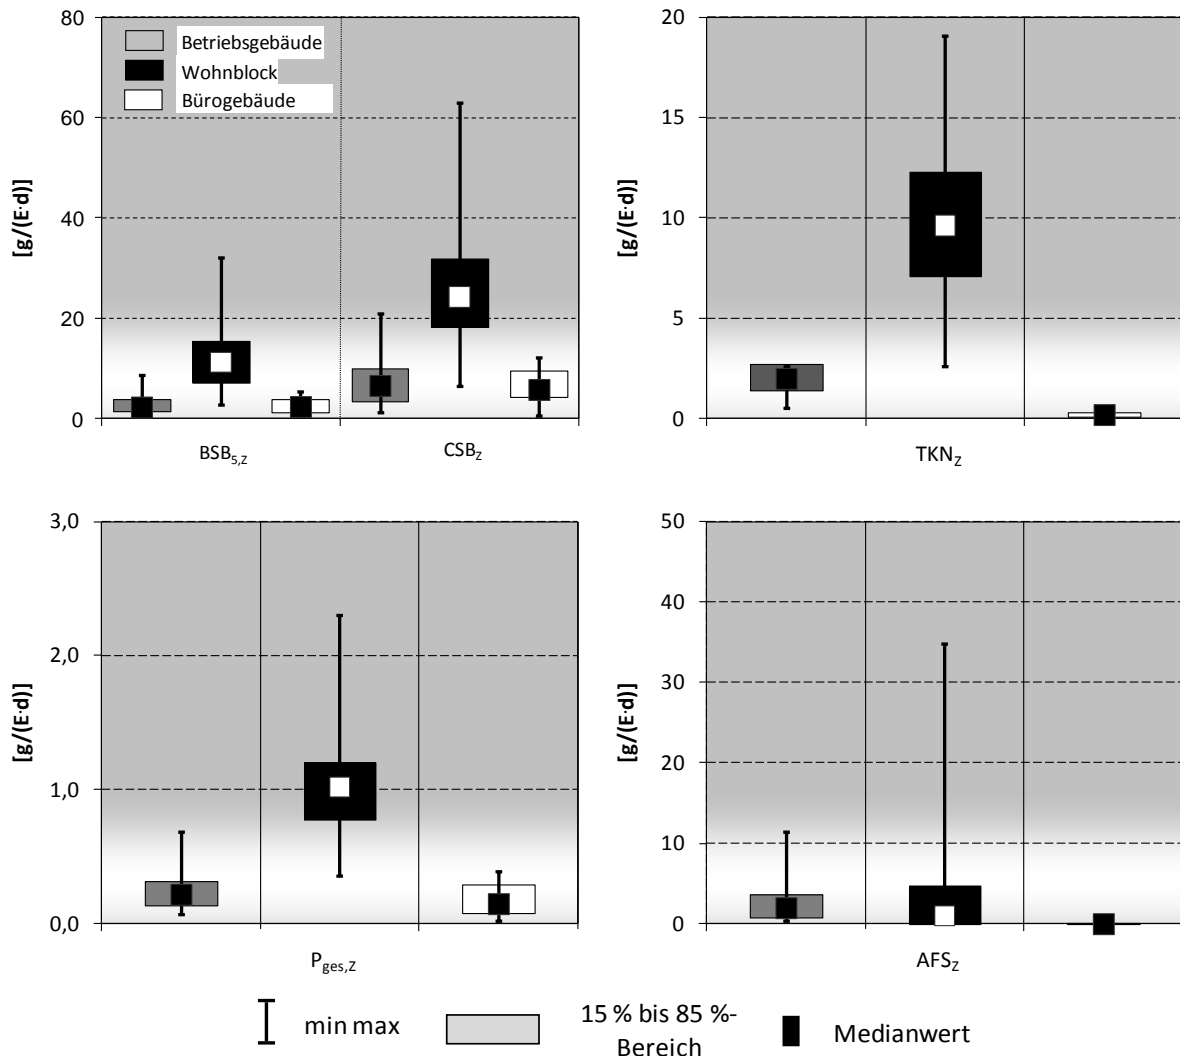 80
60
40
20
0
[g/(E·d)]
Betriebsgebäude
Wohnblock
Bürogebäude
BSB5,Z
CSBZ
20
15
10
5
0
[g/(E·d)]
TKNZ
3,0
2,0
1,0
0,0
[g/(E·d)]
Pges,Z
50
40
30
20
10
0
[g/(E·d)]
AFSZ
min max
15 % bis 85 %-
Bereich
Medianwert